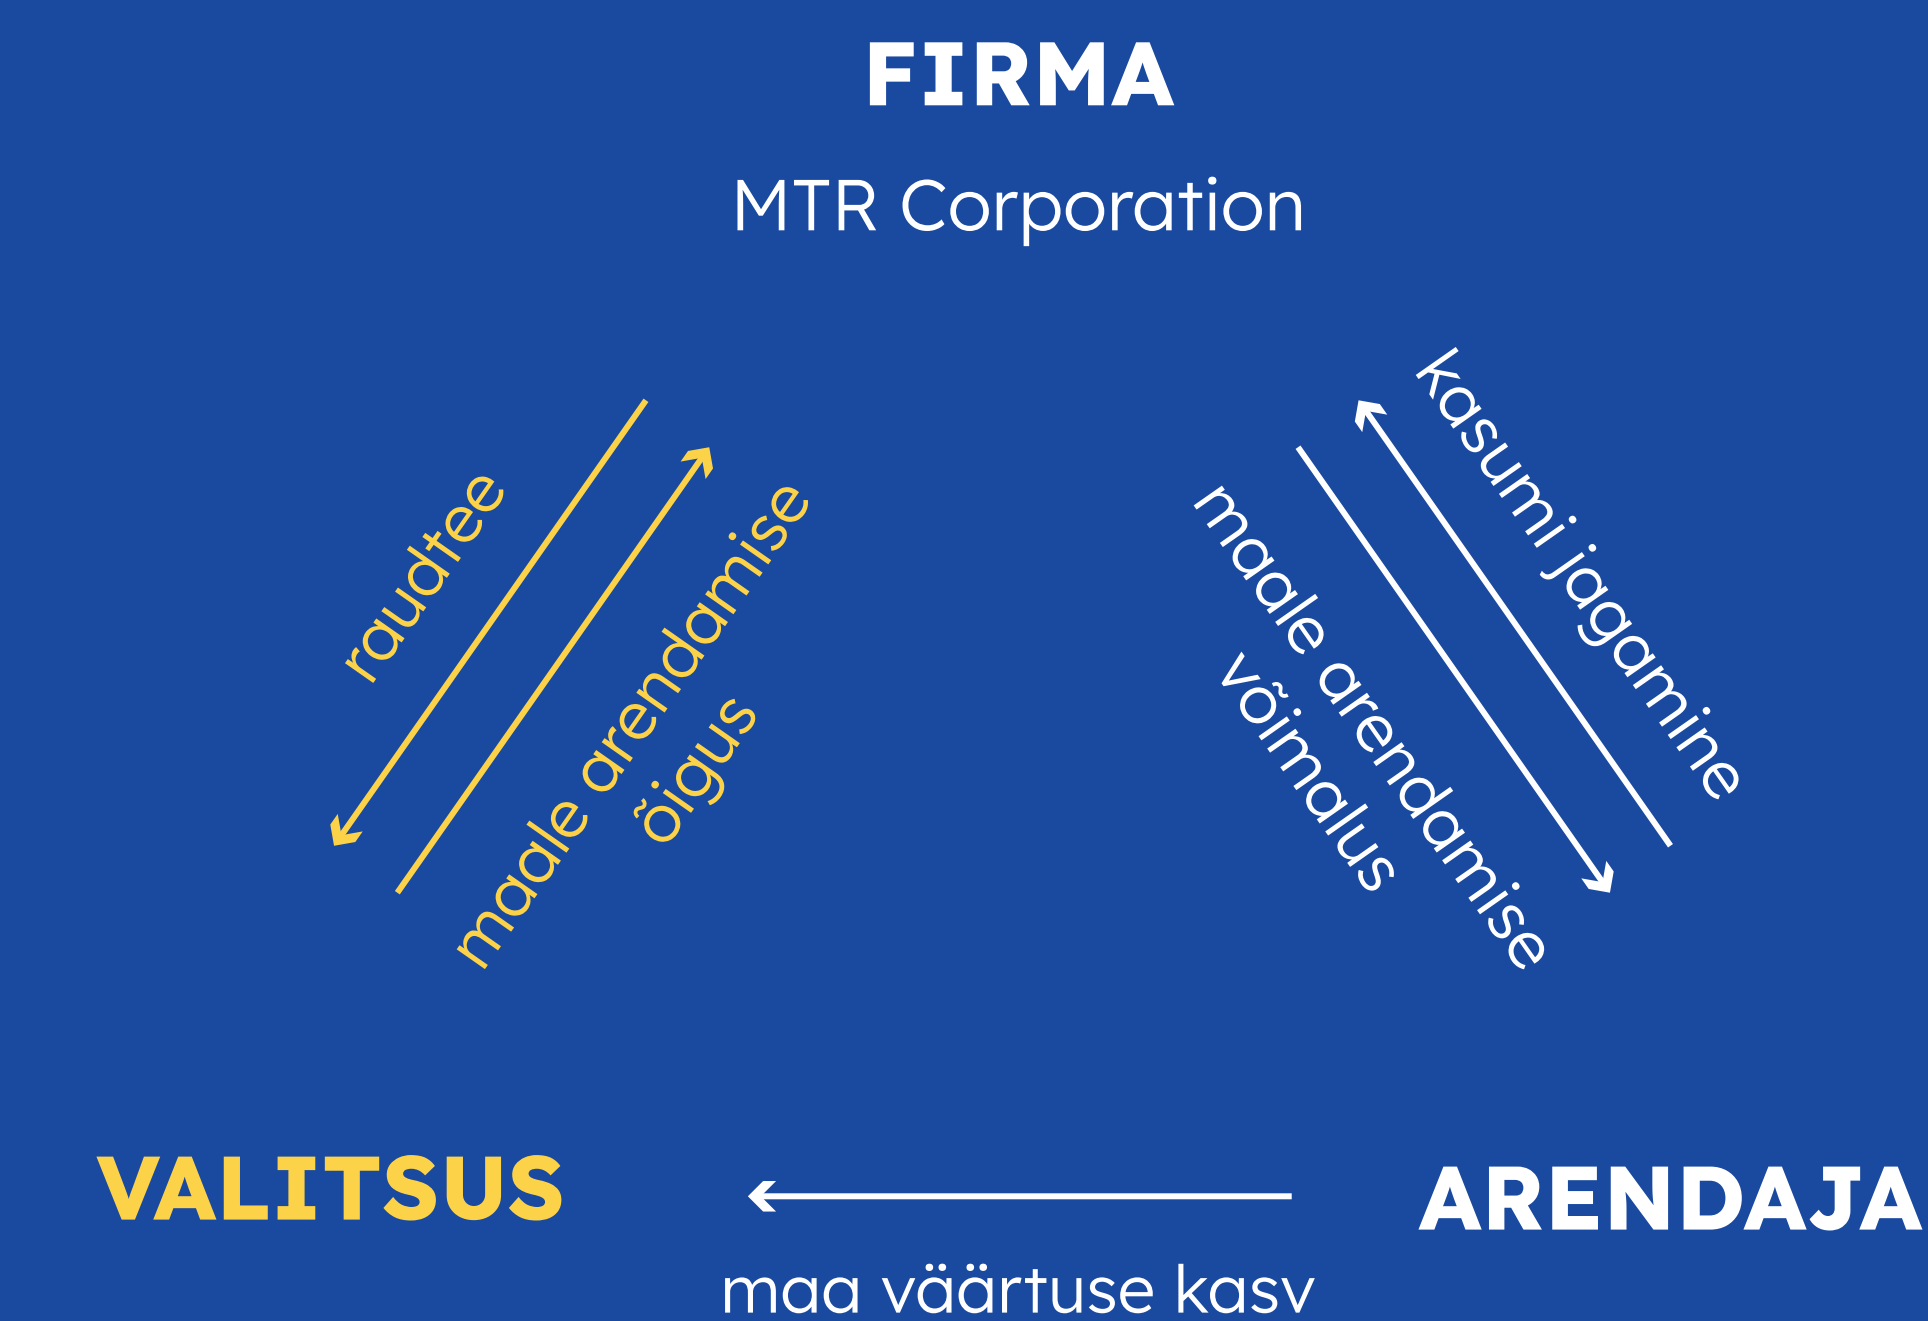 FIRMA
MTR Corporation
raudtee
maale arendamise
õigus
maale arendamise
võimalus
kasumi jagamine
VALITSUS
ARENDAJA
maa väärtuse kasv